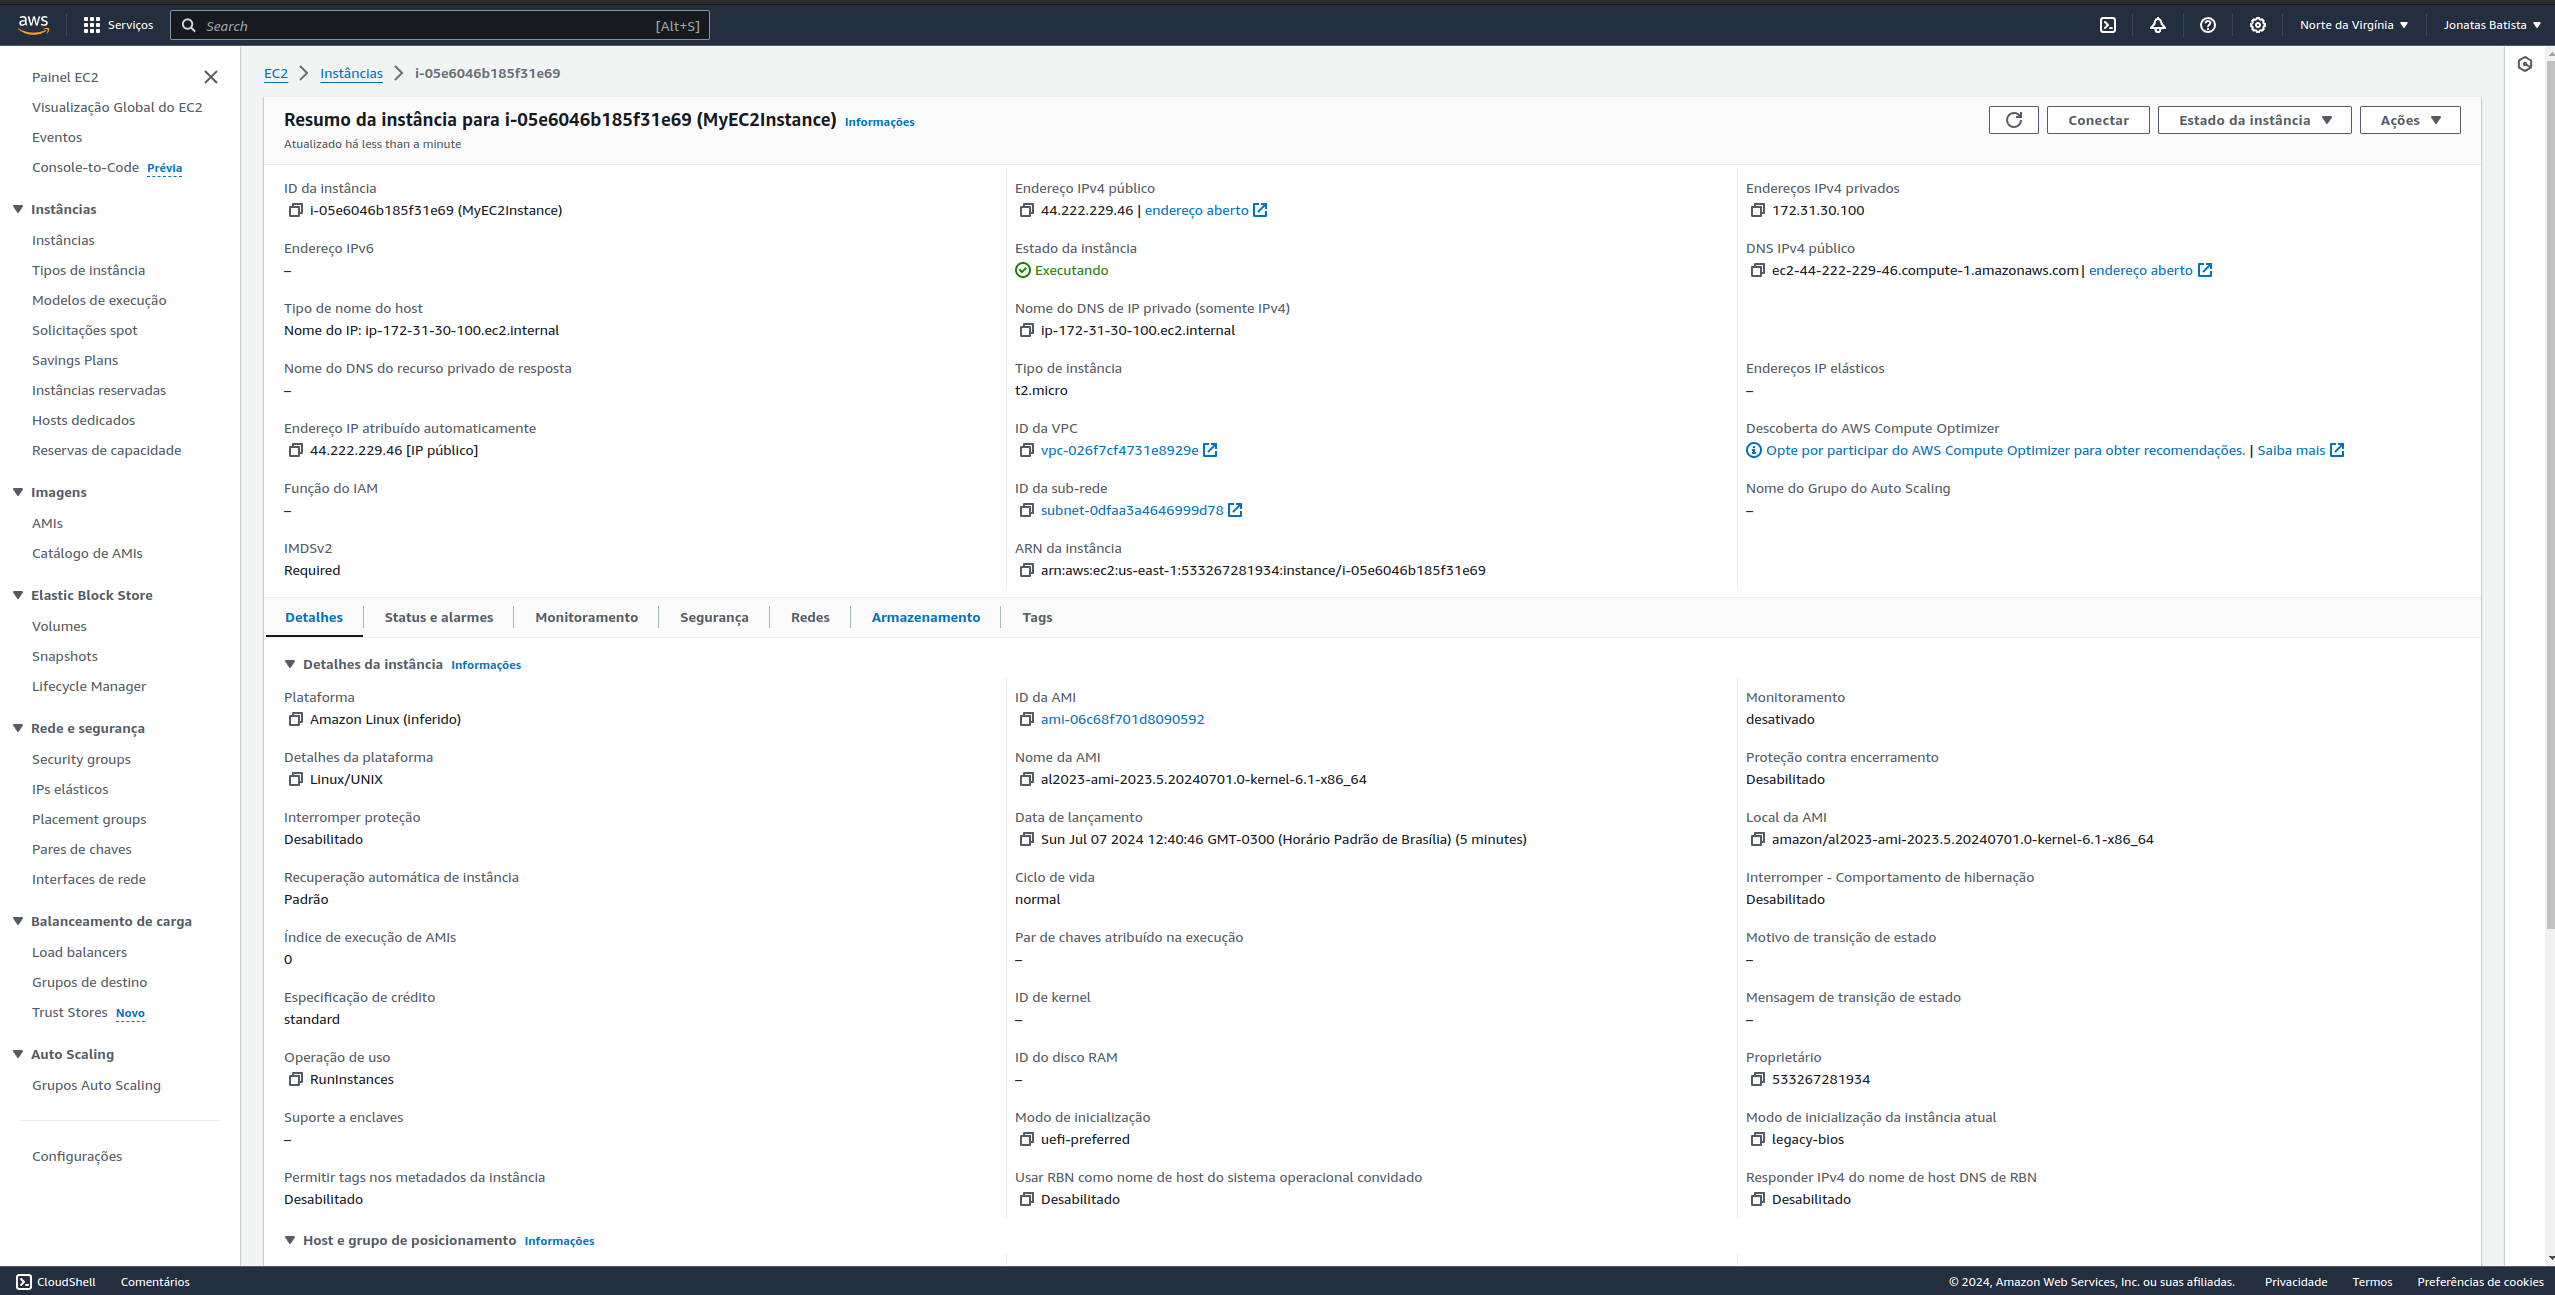 aws
Serviços
Search [Alt+S]
Norte da Virgínia
Jonatas Batista
Painel EC2
Visualização Global do EC2
Eventos
Console-to-Code Prévia
Instâncias
Instâncias
Tipos de instância
Modelos de execução
Solicitações spot
Savings Plans
Instâncias reservadas
Hosts dedicados
Reservas de capacidade
Imagens
AMIs
Catálogo de AMIs
Elastic Block Store
Volumes
Snapshots
Lifecycle Manager
Rede e segurança
Security groups
IPs elásticos
Placement groups
Pares de chaves
Interfaces de rede
Balanceamento de carga
Load balancers
Grupos de destino
Trust Stores Novo
Auto Scaling
Grupos Auto Scaling
Configurações
EC2 > Instâncias > i-05e6046b185f31e69
Resumo da instância para i-05e6046b185f31e69 (MyEC2Instance) Informações
Atualizado há less than a minute
Conectar
Estado da instância
Ações
ID da instância
i-05e6046b185f31e69 (MyEC2Instance)
Endereço IPv4 público
44.222.229.46 | endereço aberto
Endereços IPv4 privados
172.31.30.100
Endereço IPv6
–
Estado da instância
Executando
DNS IPv4 público
ec2-44-222-229-46.compute-1.amazonaws.com | endereço aberto
Tipo de nome do host
Nome do IP: ip-172-31-30-100.ec2.internal
Nome do DNS de IP privado (somente IPv4)
ip-172-31-30-100.ec2.internal
Nome do DNS do recurso privado de resposta
–
Tipo de instância
t2.micro
Endereços IP elásticos
–
Endereço IP atribuído automaticamente
44.222.229.46 [IP público]
ID da VPC
vpc-026f7cf4731e8929e
Descoberta do AWS Compute Optimizer
Opte por participar do AWS Compute Optimizer para obter recomendações. | Saiba mais
Função do IAM
–
ID da sub-rede
subnet-0dfaa3a4646999d78
Nome do Grupo do Auto Scaling
–
IMDSv2
Required
ARN da instância
arn:aws:ec2:us-east-1:533267281934:instance/i-05e6046b185f31e69
Detalhes
Status e alarmes
Monitoramento
Segurança
Redes
Armazenamento
Tags
Detalhes da instância Informações
Plataforma
Amazon Linux (inferido)
ID da AMI
ami-06c68f701d8090592
Monitoramento
desativado
Detalhes da plataforma
Linux/UNIX
Nome da AMI
al2023-ami-2023.5.20240701.0-kernel-6.1-x86_64
Proteção contra encerramento
Desabilitado
Interromper proteção
Desabilitado
Data de lançamento
Sun Jul 07 2024 12:40:46 GMT-0300 (Horário Padrão de Brasília) (5 minutes)
Local da AMI
amazon/al2023-ami-2023.5.20240701.0-kernel-6.1-x86_64
Recuperação automática de instância
Padrão
Ciclo de vida
normal
Interromper - Comportamento de hibernação
Desabilitado
Índice de execução de AMIs
0
Par de chaves atribuído na execução
–
Motivo de transição de estado
–
Especificação de crédito
standard
ID de kernel
–
Mensagem de transição de estado
–
Operação de uso
RunInstances
ID do disco RAM
–
Proprietário
533267281934
Suporte a enclaves
–
Modo de inicialização
uefi-preferred
Modo de inicialização da instância atual
legacy-bios
Permitir tags nos metadados da instância
Desabilitado
Usar RBN como nome de host do sistema operacional convidado
Desabilitado
Responder IPv4 do nome de host DNS de RBN
Desabilitado
Host e grupo de posicionamento Informações
CloudShell
Comentários
© 2024, Amazon Web Services, Inc. ou suas afiliadas.
Privacidade
Termos
Preferências de cookies